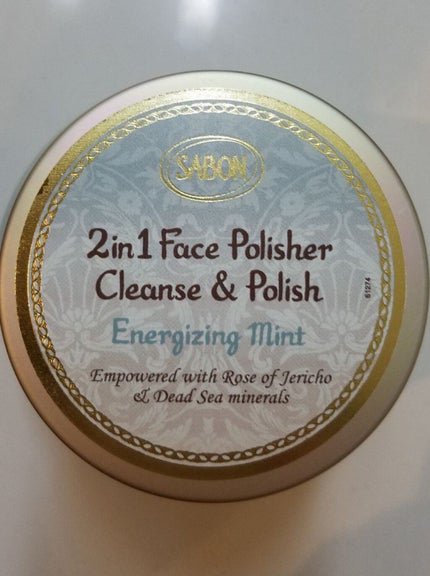 SABON
2in1 Face Polisher
Cleanse & Polish
Energizing Mint
Empowered with Rose of Jericho
& Dead Sea minerals
61274